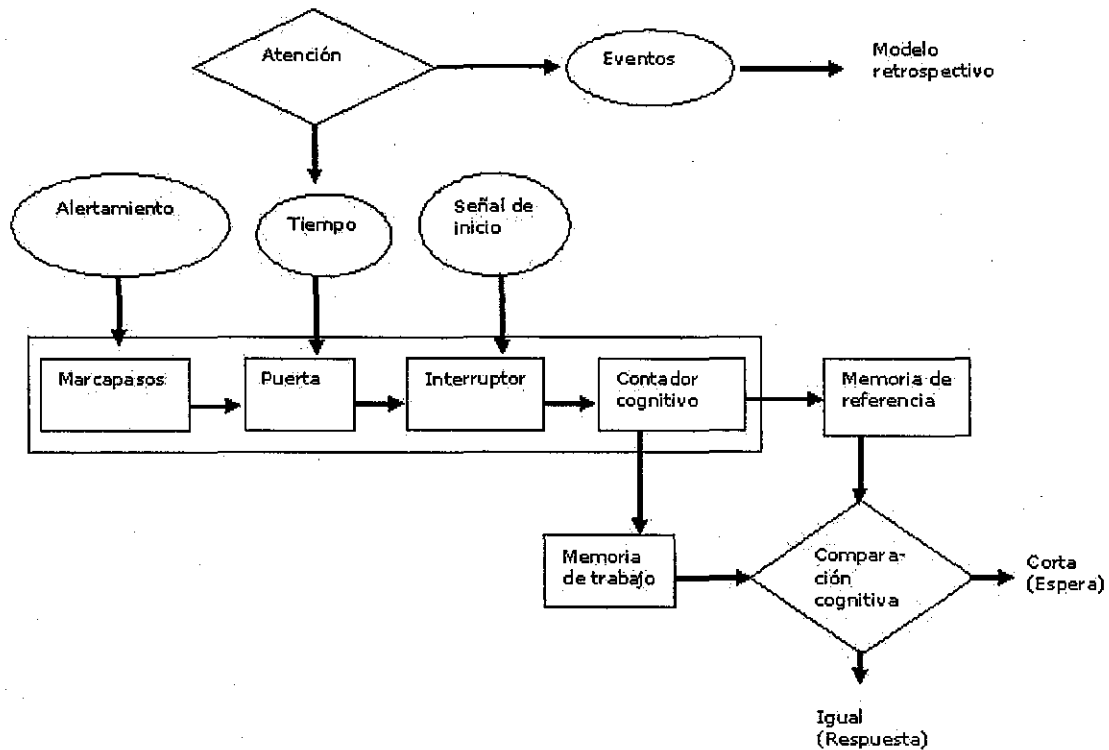 Atención
Eventos
Modelo
retrospectivo
Alertamiento
Tiempo
Señal de
inicio
Marcapasos
Puerta
Interruptor
Contador
cognitivo
Memoria de
referencia
Memoria
de trabajo
Compara-
ación
cognitiva
Corta
(Espera)
Igual
(Respuesta)